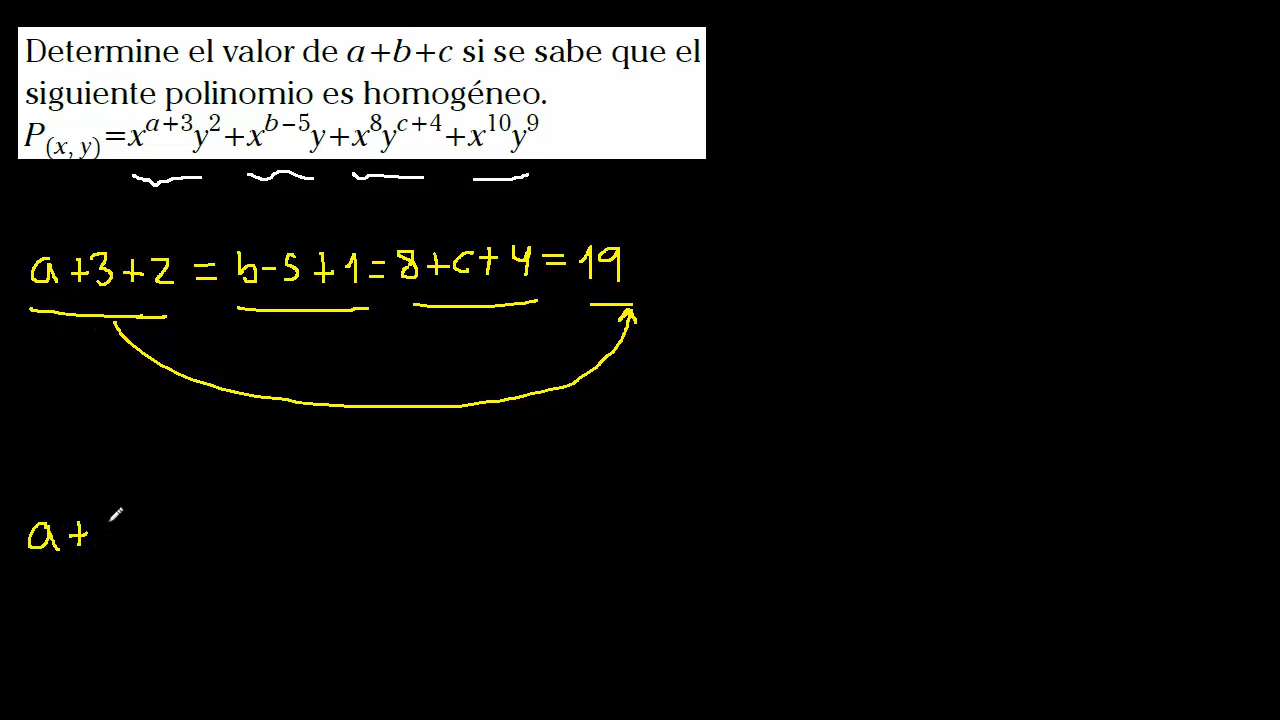 Determine el valor de a+b+c si se sabe que el
siguiente polinomio es homogéneo.
P(x, y)=x^{a+3}y^2+x^{b−5}y+x^8y^{c+4}+x^{10}y^9
a+3+2 = b-5+1=8+c+4=19
a+